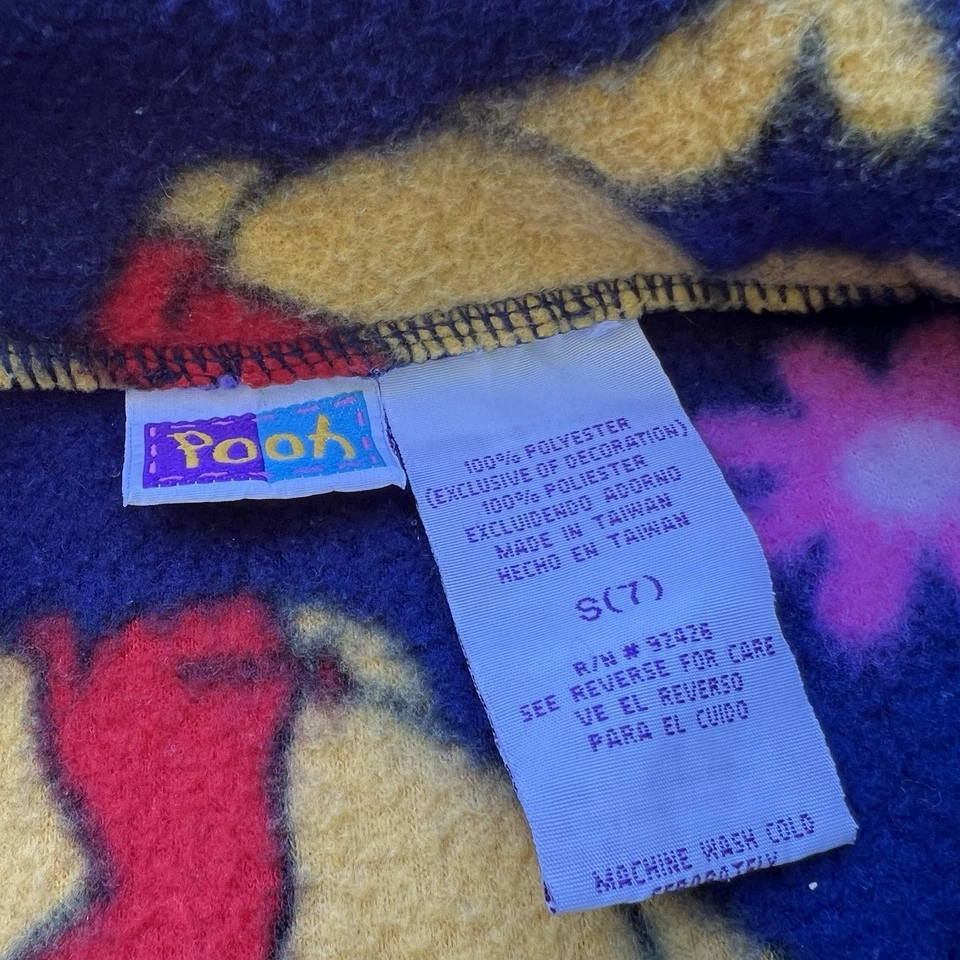 Pooh
100% POLYESTER
(EXCLUSIVE OF DECORATION)
100% POLIESTER
EXCLUIDENDO ADORNO
MADE IN TAIWAN
HECHO EN TAIWAN
S(7)
R/N # 92426
SEE REVERSE FOR CARE
VE EL REVERSO
PARA EL CUIDO
MACHINE WASH COLD
SEPARATELY